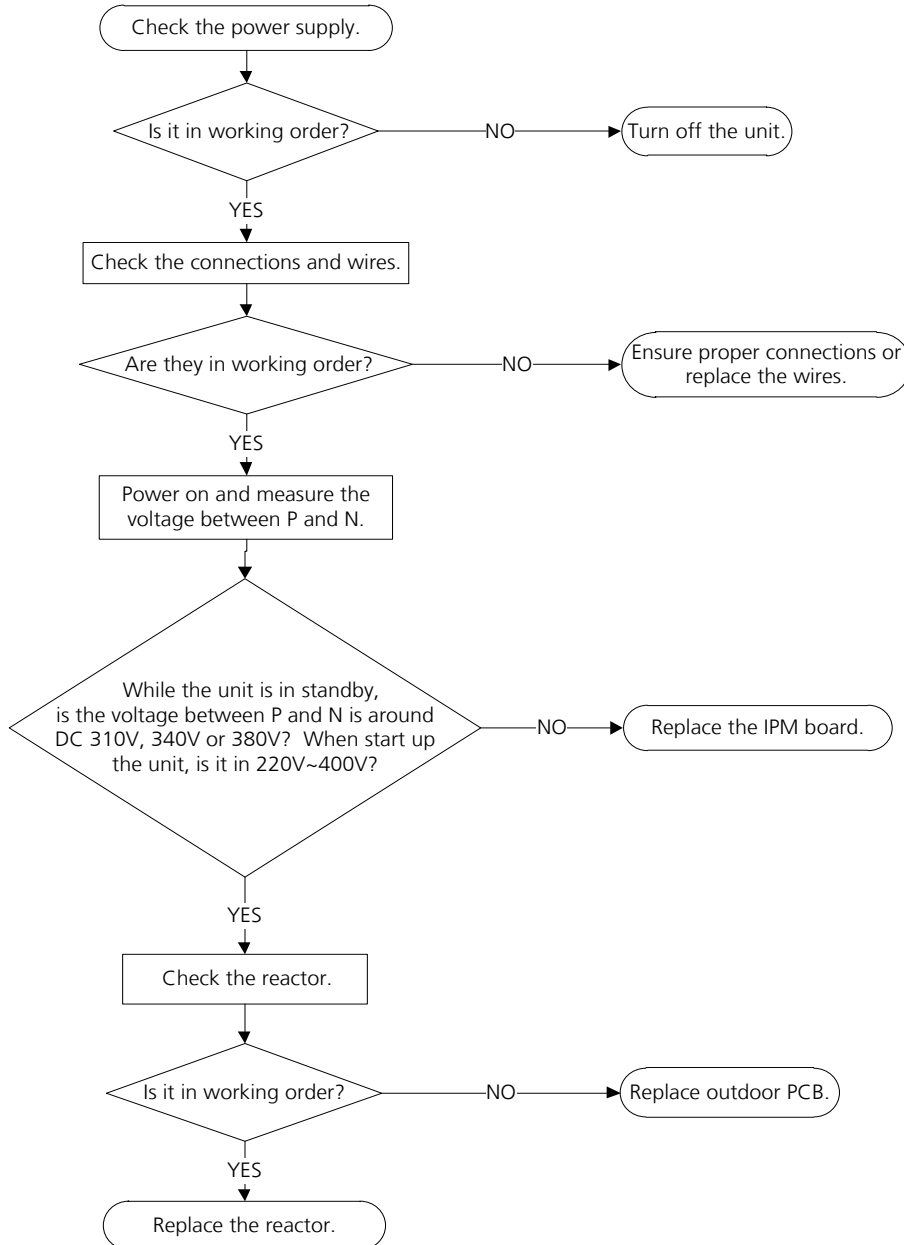 Check the power supply.
Is it in working order?
NO
Turn off the unit.
YES
Check the connections and wires.
Are they in working order?
NO
Ensure proper connections or
replace the wires.
YES
Power on and measure the
voltage between P and N.
While the unit is in standby,
is the voltage between P and N is around
DC 310V, 340V or 380V? When start up
the unit, is it in 220V~400V?
NO
Replace the IPM board.
YES
Check the reactor.
Is it in working order?
NO
Replace outdoor PCB.
YES
Replace the reactor.